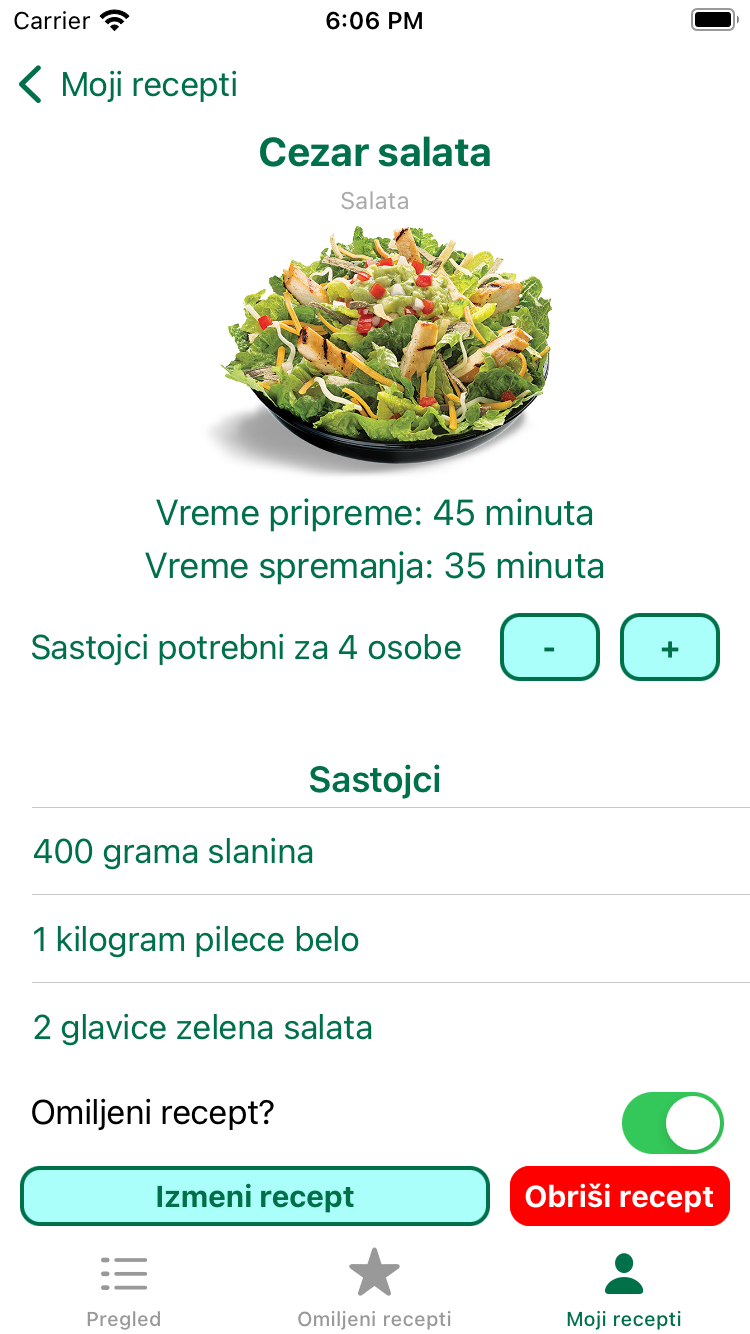 Carrier 6:06 PM
Moji recepti
Cezar salata
Salata
Vreme pripreme: 45 minuta
Vreme spremanja: 35 minuta
Sastojci potrebni za 4 osobe - +
Sastojci
400 grama slanina
1 kilogram pilece belo
2 glavice zelena salata
Omiljeni recept?
Izmeni recept Obriši recept
Pregled Omiljeni recepti Moji recepti